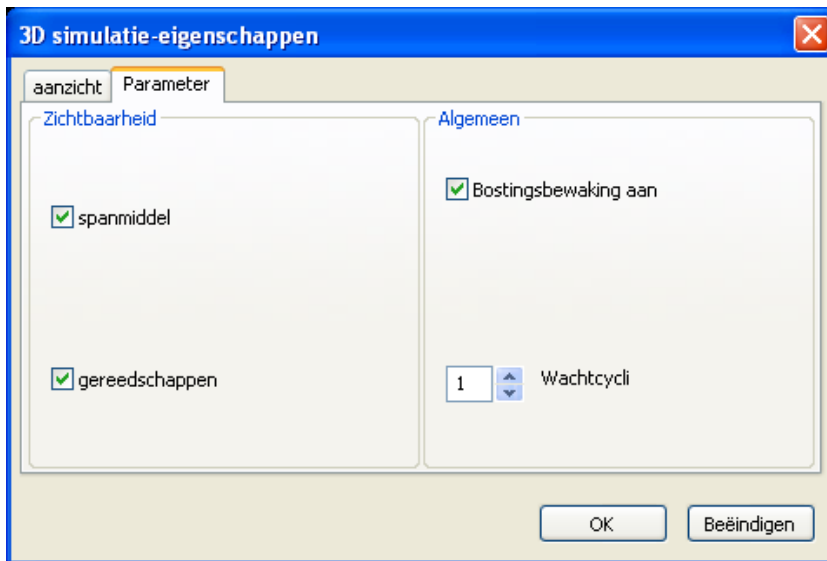 3D simulatie-eigenschappen
aanzicht
Parameter
Zichtbaarheid
spanmiddel
gereedschappen
Algemeen
Bostingsbewaking aan
1
Wachtcycli
OK
Beëindigen